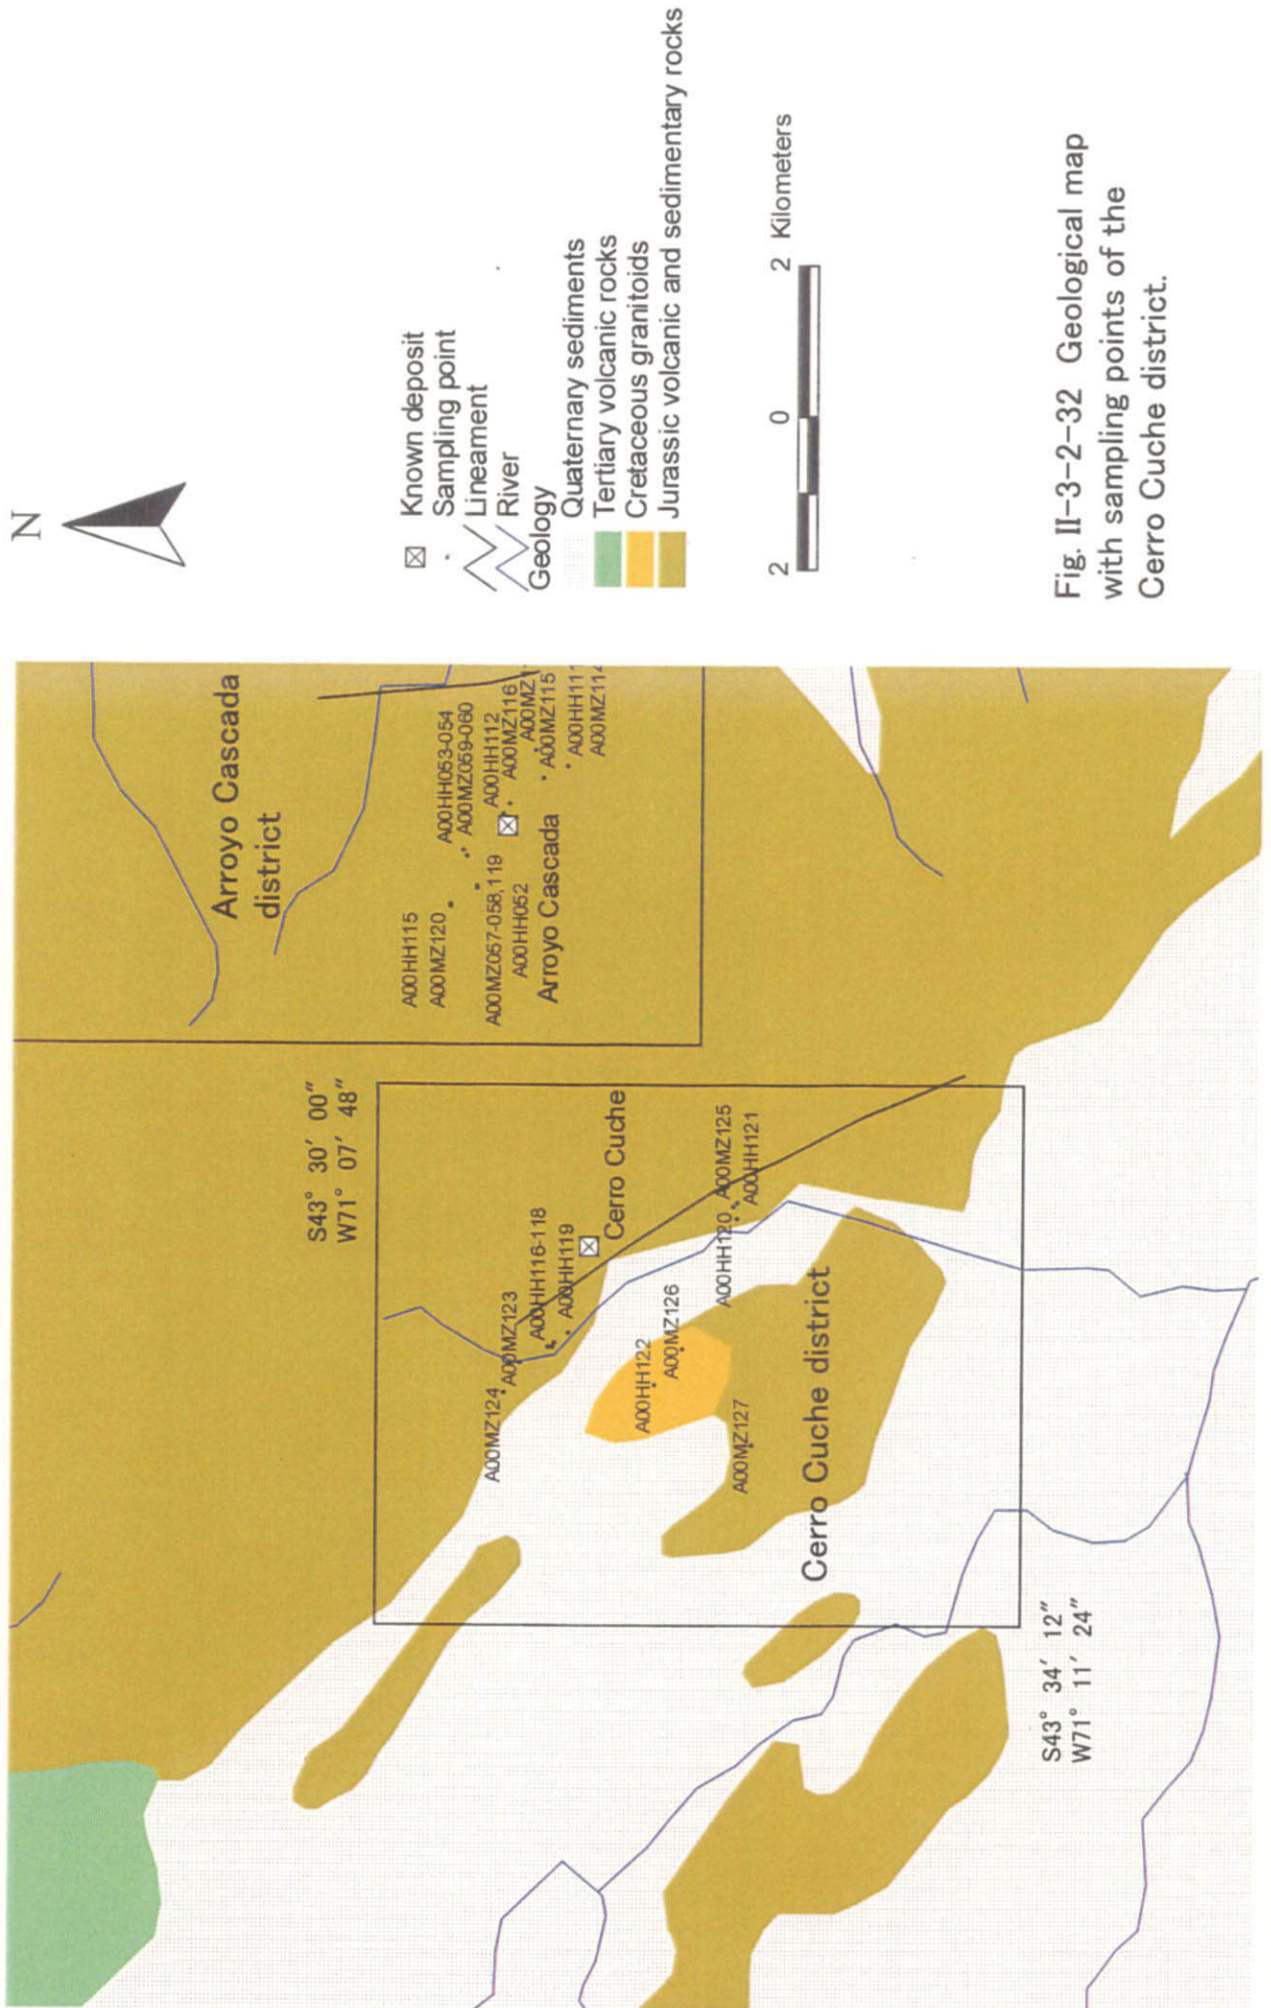 N
Arroyo Cascada
district
A00HH115
A00MZ120
A00HH053-054
A00MZ059-060
A00HH112
A00MZ116
A00MZ1
A00MZ115
A00HH111
A00MZ114
A00MZ057-058,119
A00HH052
Arroyo Cascada
S43° 30′ 00″
W71° 07′ 48″
A00MZ124
A00MZ123
A00HH116-118
A00HH119
Cerro Cuche
A00HH122
A00MZ126
A00HH120
A00MZ125
A00HH121
A00MZ127
Cerro Cuche district
S43° 34′ 12″
W71° 11′ 24″
Known deposit
Sampling point
Lineament
River
Geology
Quaternary sediments
Tertiary volcanic rocks
Cretaceous granitoids
Jurassic volcanic and sedimentary rocks
2 0 2 Kilometers
Fig. II-3-2-32 Geological map
with sampling points of the
Cerro Cuche district.